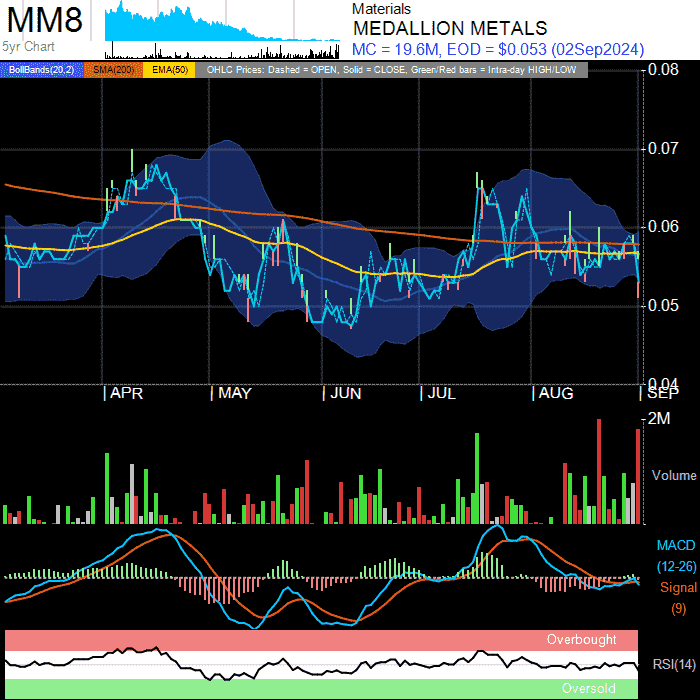 MM8
5yr Chart
Materials
MEDALLION METALS
MC = 19.6M, EOD = $0.053 (02Sep2024)
BollBands(20,2) SMA(200) EMA(50) OHLC Prices: Dashed = OPEN, Solid = CLOSE, Green/Red bars = Intra-day HIGH/LOW
0.08
0.07
0.06
0.05
0.04
APR MAY JUN JUL AUG SEP
2M
Volume
MACD
(12-26)
Signal
(9)
Overbought
RSI(14)
Oversold